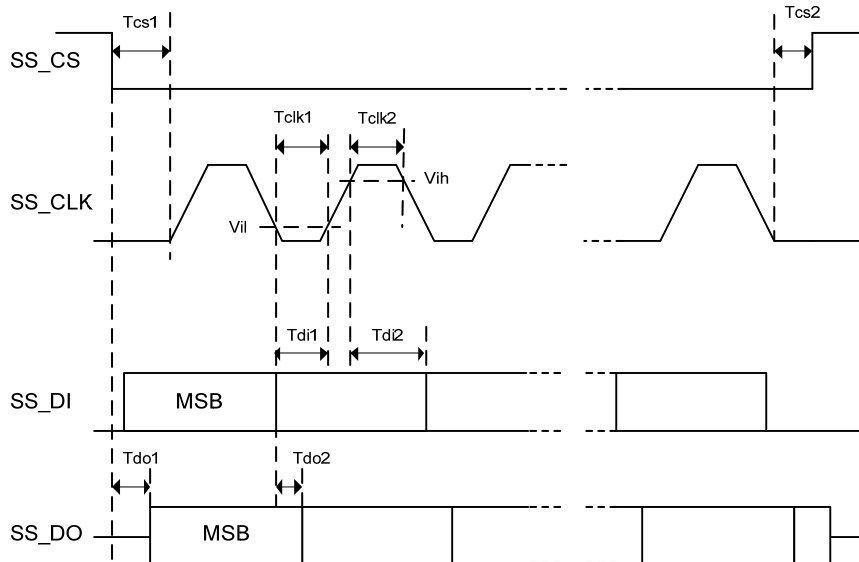 Tcs1
Tcs2
SS_CS
Tclk1
Tclk2
SS_CLK
Vih
Vil
Tdi1
Tdi2
SS_DI
MSB
Tdo1
Tdo2
SS_DO
MSB